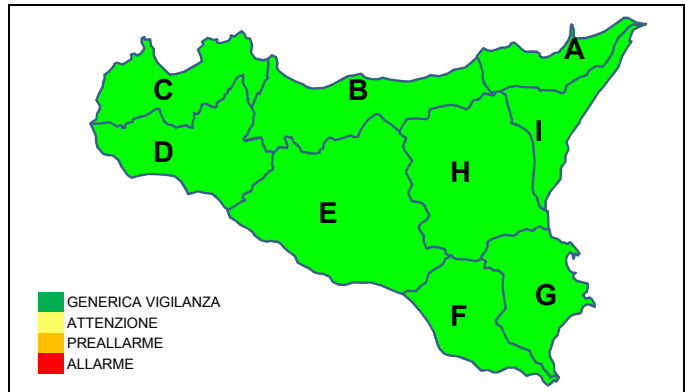 A
B
C
I
D
H
E
G
F
GENERICA VIGILANZA
ATTENZIONE
PREALLARME
ALLARME